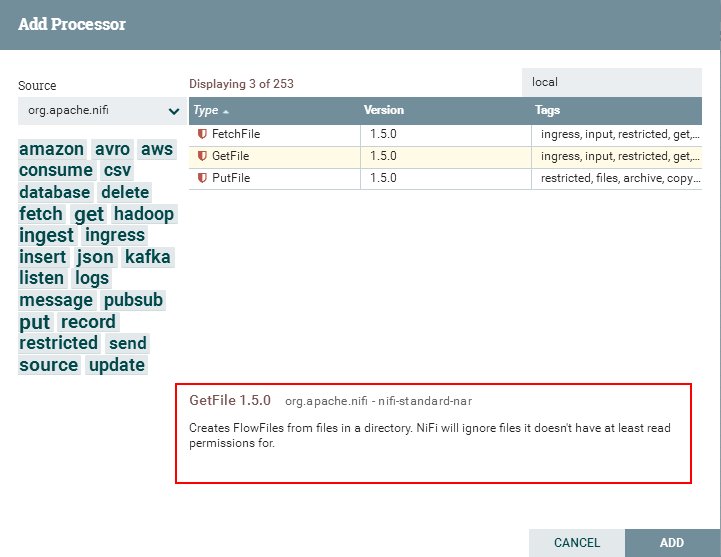 Add Processor
Source
Displaying 3 of 253
local
org.apache.nifi
Type
Version
Tags
FetchFile
1.5.0
ingress, input, restricted, get,...
GetFile
1.5.0
ingress, input, restricted, get,...
PutFile
1.5.0
restricted, files, archive, copy...
amazon avro aws
consume csv
database delete
fetch get hadoop
ingest ingress
insert json kafka
listen logs
message pubsub
put record
restricted send
source update
GetFile 1.5.0 org.apache.nifi - nifi-standard-nar
Creates FlowFiles from files in a directory. NiFi will ignore files it doesn't have at least read
permissions for.
CANCEL
ADD